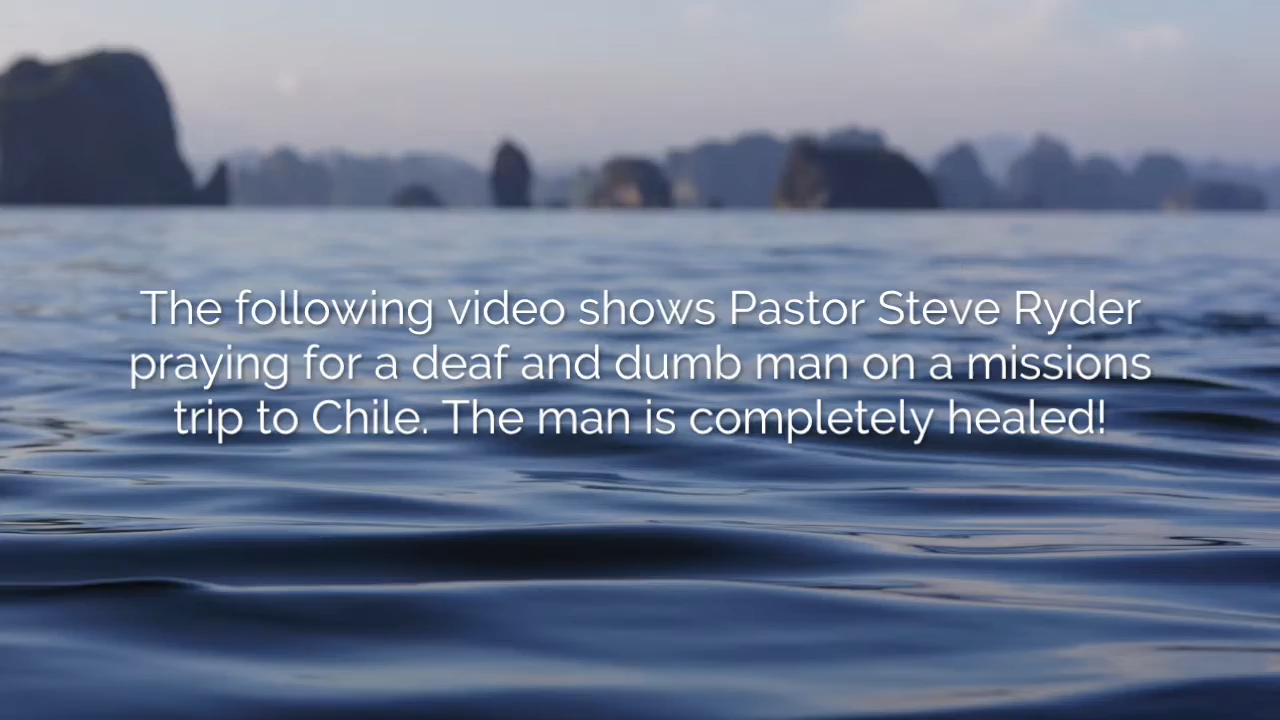 The following video shows Pastor Steve Ryder
praying for a deaf and dumb man on a missions
trip to Chile. The man is completely healed!